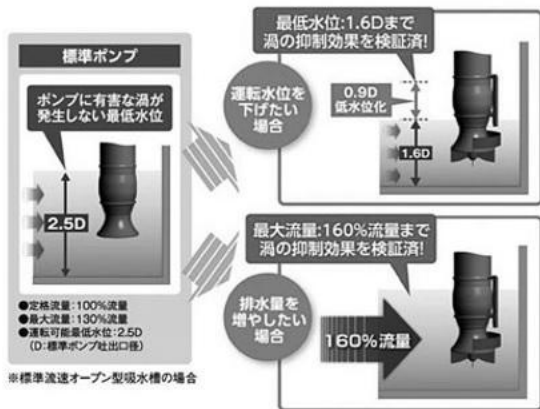 標準ポンプ
ポンプに有害な渦が
発生しない最低水位
2.5D
●定格流量:100%流量
●最大流量:130%流量
●運転可能最低水位:2.5D
(D:標準ポンプ吐出口径)
※標準流速オープン型吸水槽の場合
最低水位:1.6Dまで
渦の抑制効果を検証済!
運転水位を
下げたい
場合
0.9D
低水位化
1.6D
最大流量:160%流量まで
渦の抑制効果を検証済!
排水量を
増やしたい
場合
160%流量